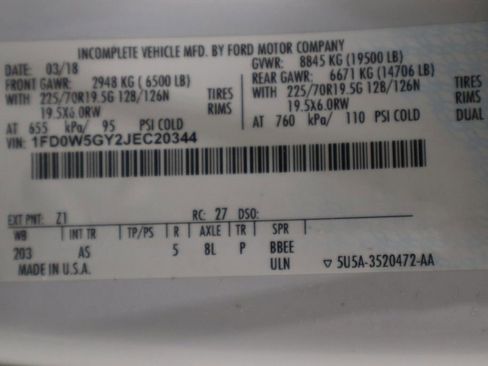 INCOMPLETE VEHICLE MFD. BY FORD MOTOR COMPANY
DATE: 03/18 GVWR: 8845 KG (19500 LB)
FRONT GAWR: 2948 KG ( 6500 LB) REAR GAWR: 6671 KG (14706 LB)
WITH 225/70R19.5G 128/126N TIRES WITH 225/70R19.5G 128/126N TIRES
19.5X6.0RW RIMS 19.5X6.0RW RIMS
AT 655 kPa/ 95 PSI COLD AT 760 kPa/ 110 PSI COLD DUAL
VIN: 1FD0W5GY2JEC20344
EXT PNT: Z1 RC: 27 DSO:
WB INT TR TP/PS R AXLE TR SPR
203 AS 5 8L P BBEE
MADE IN U.S.A. ULN ▽ 5U5A-3520472-AA